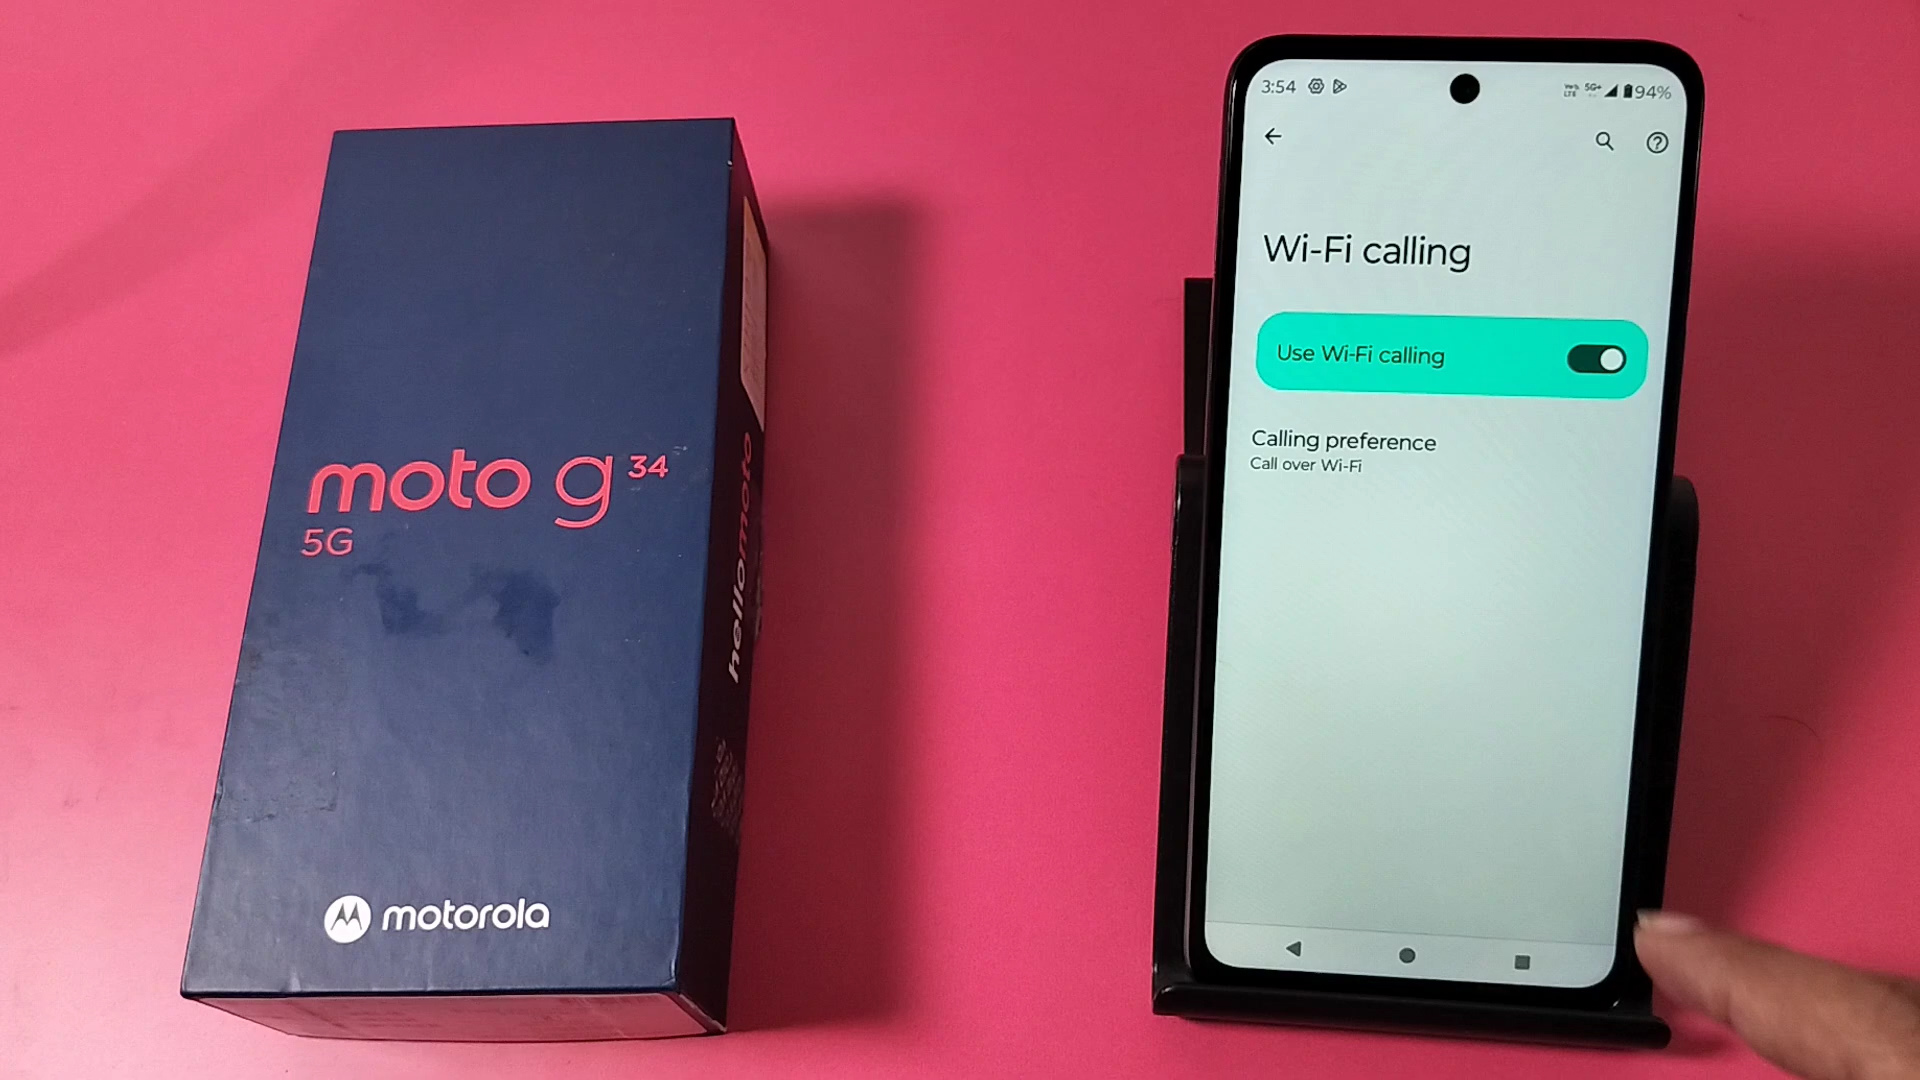 moto g 34
5G
hellomoto
motorola
3:54
5G+
94%
Wi-Fi calling
Use Wi-Fi calling
Calling preference
Call over Wi-Fi